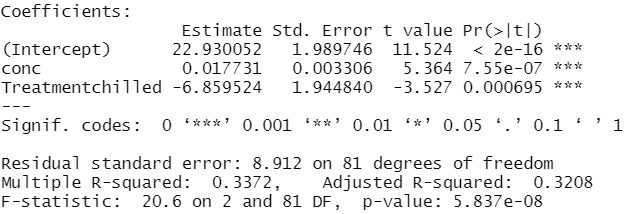 Coefficients:
Estimate Std. Error t value Pr(>|t|)
(Intercept) 22.930052 1.989746 11.524 < 2e-16 ***
conc 0.017731 0.003306 5.364 7.55e-07 ***
Treatmentchilled -6.859524 1.944840 -3.527 0.000695 ***
---
Signif. codes: 0 ‘***’ 0.001 ‘**’ 0.01 ‘*’ 0.05 ‘.’ 0.1 ‘ ’ 1
Residual standard error: 8.912 on 81 degrees of freedom
Multiple R-squared: 0.3372, Adjusted R-squared: 0.3208
F-statistic: 20.6 on 2 and 81 DF, p-value: 5.837e-08